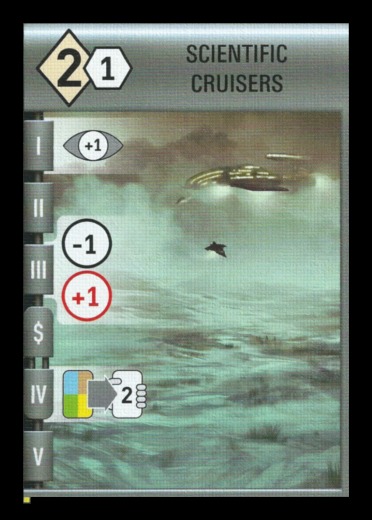 2 1
SCIENTIFIC
CRUISERS
I
+1
II
-1
III
+1
$
IV
2
V